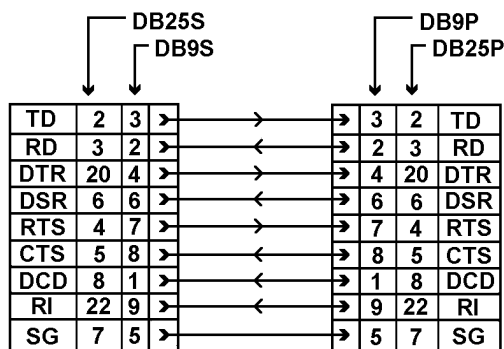 DB25S DB9P
DB9S DB25P
TD 2 3 3 2 TD
RD 3 2 2 3 RD
DTR 20 4 4 20 DTR
DSR 6 6 6 6 DSR
RTS 4 7 7 4 RTS
CTS 5 8 8 5 CTS
DCD 8 1 1 8 DCD
RI 22 9 9 22 RI
SG 7 5 5 7 SG